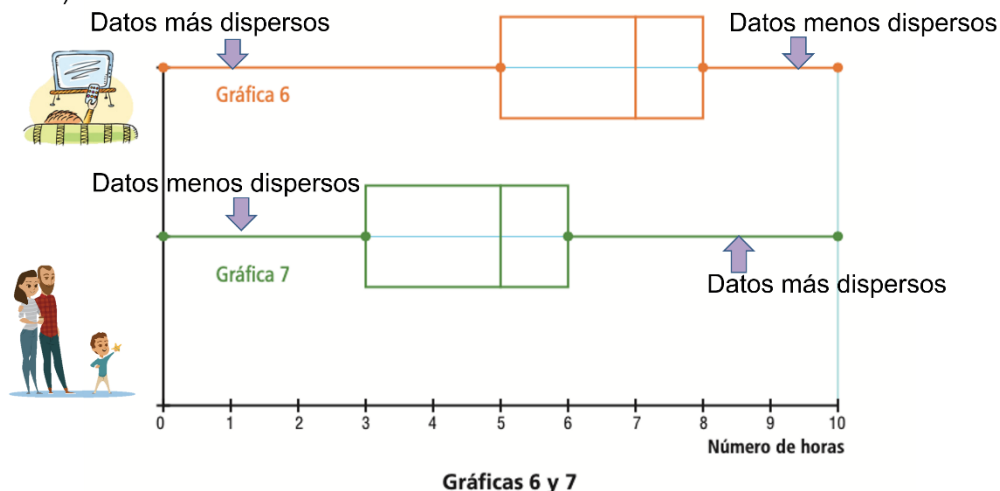 Datos más dispersos
Datos menos dispersos
Gráfica 6
Datos menos dispersos
Gráfica 7
Datos más dispersos
0 1 2 3 4 5 6 7 8 9 10
Número de horas
Gráficas 6 y 7